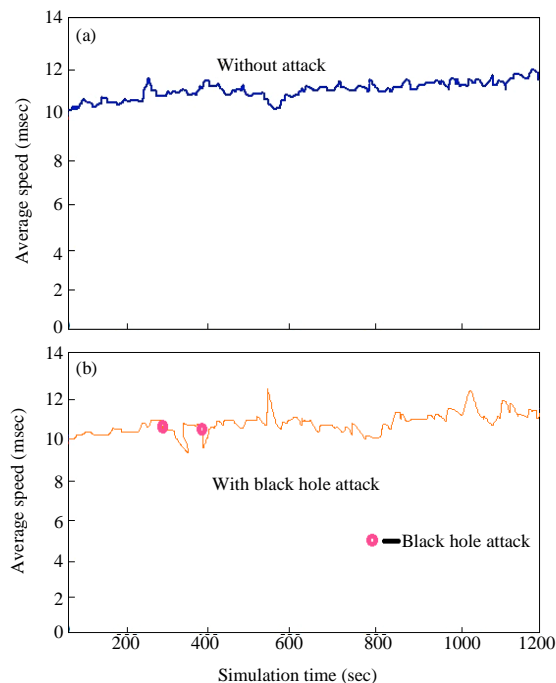 (a)
14
Without attack
12
10
8
6
4
2
0
Average speed (msec)
(b)
14
12
10
8
6
4
2
0
Average speed (msec)
With black hole attack
Black hole attack
200 400 600 800 1000 1200
Simulation time (sec)